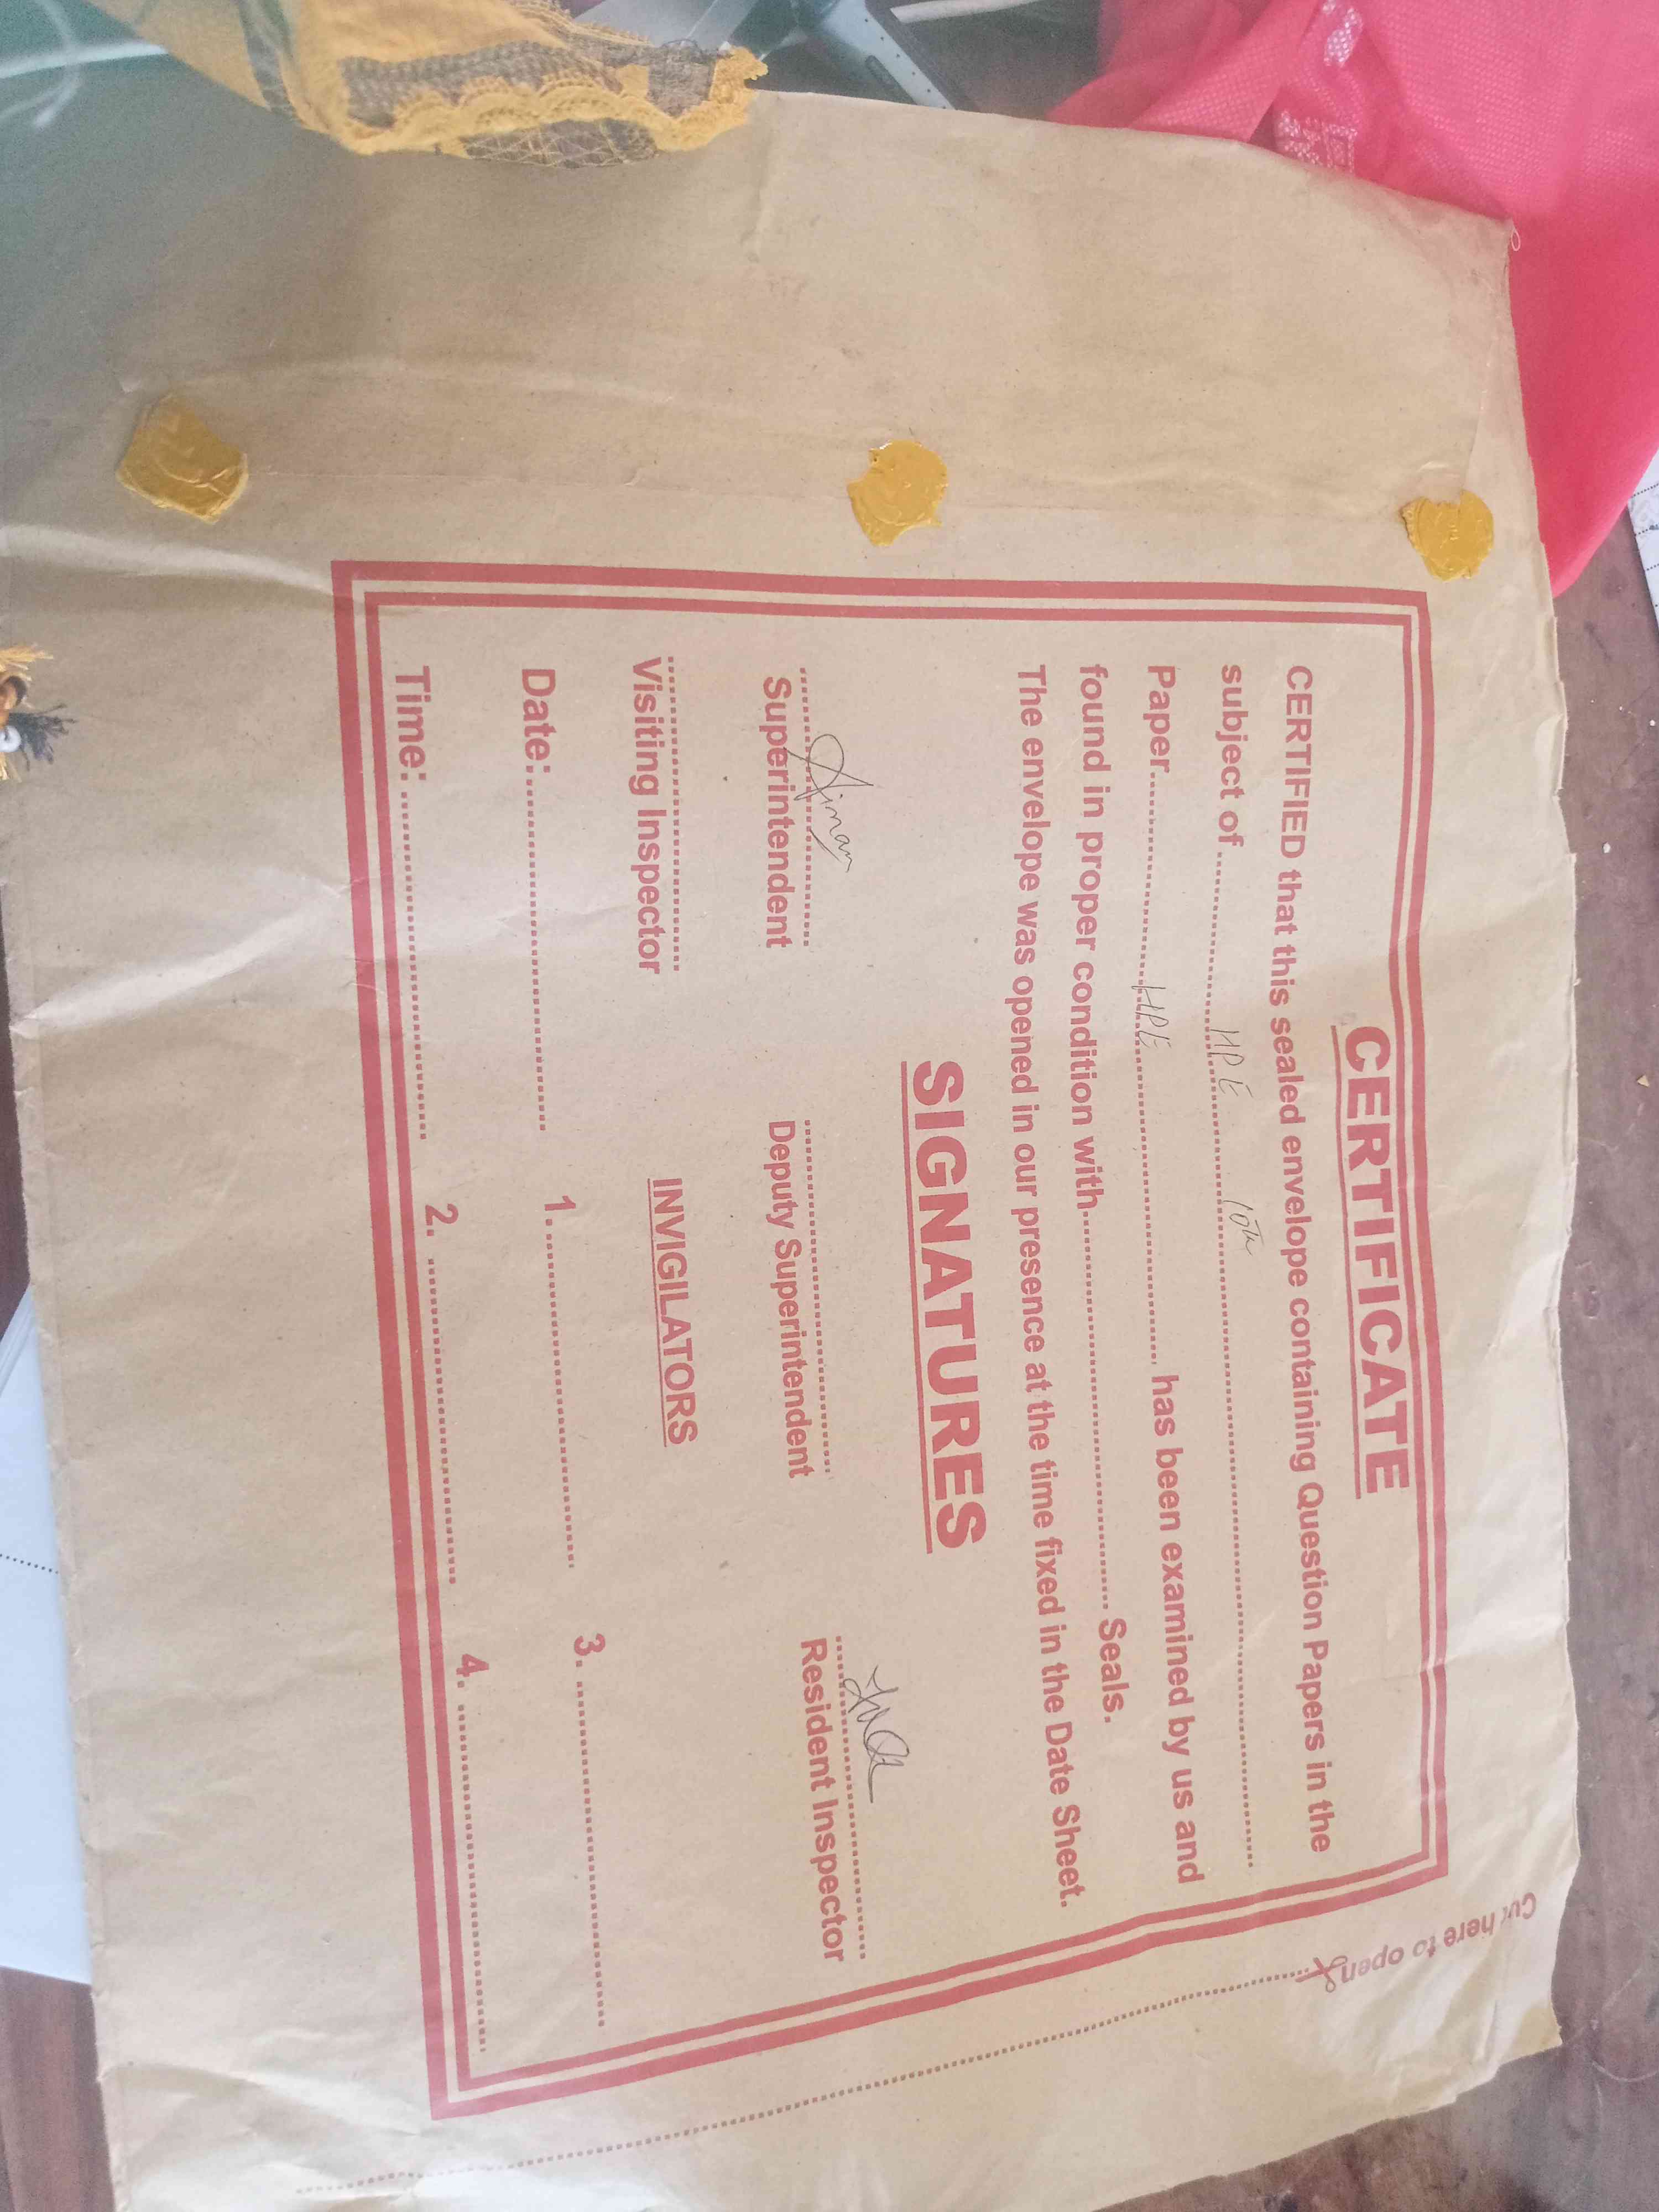 CERTIFICATE
CERTIFIED that this sealed envelope containing Question Papers in the
subject of .......... HPE .......... 10th ..........
Paper.......... HPE .......... has been examined by us and
found in proper condition with.................... Seals.
The envelope was opened in our presence at the time fixed in the Date Sheet.
SIGNATURES
Aiman
Superintendent
Deputy Superintendent
Resident Inspector
Visiting Inspector
INVIGILATORS
Date:....................
1.....................
3. ....................
Time: ....................
2. ....................
4. ....................
Cut here to open